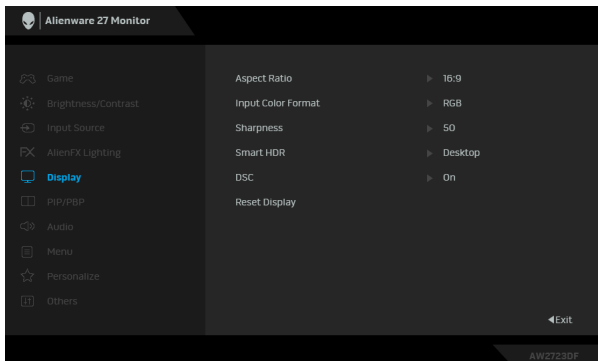 Alienware 27 Monitor
Game
Brightness/Contrast
Input Source
FX AlienFX Lighting
Display
PIP/PBP
Audio
Menu
Personalize
Others
Aspect Ratio 16:9
Input Color Format RGB
Sharpness 50
Smart HDR Desktop
DSC On
Reset Display
Exit
AW2723DF